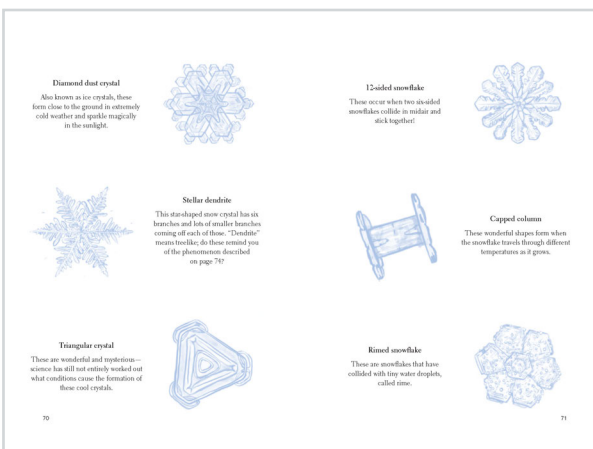 Diamond dust crystal
Also known as ice crystals, these
form close to the ground in extremely
cold weather and sparkle magically
in the sunlight.
Stellar dendrite
This star-shaped snow crystal has six
branches and lots of smaller branches
coming off each of those. “Dendrite”
means treelike; do these remind you
of the phenomenon described
on page 74?
Triangular crystal
These are wonderful and mysterious—
science has still not entirely worked out
what conditions cause the formation of
these cool crystals.
70
12-sided snowflake
These occur when two six-sided
snowflakes collide in midair and
stick together!
Capped column
These wonderful shapes form when
the snowflake travels through different
temperatures as it grows.
Rimed snowflake
These are snowflakes that have
collided with tiny water droplets,
called rime.
71